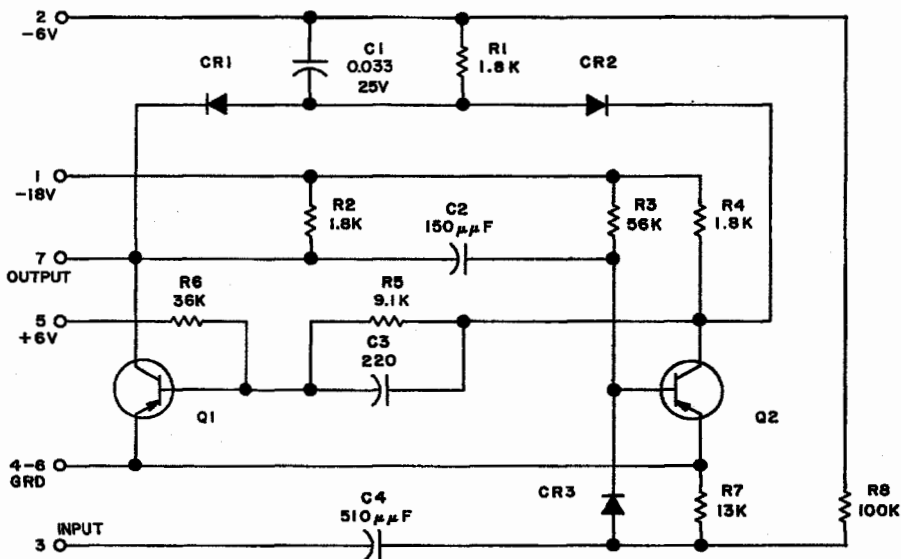 2
-6V
CR1
C1
0.033
25V
R1
1.8K
CR2
1
-18V
R2
1.8K
C2
150μμF
R3
56K
R4
1.8K
7
OUTPUT
R6
36K
R5
9.1K
5
+6V
C3
220
Q1
Q2
4-6
GRD
CR3
R7
13K
R8
100K
C4
510μμF
INPUT
3